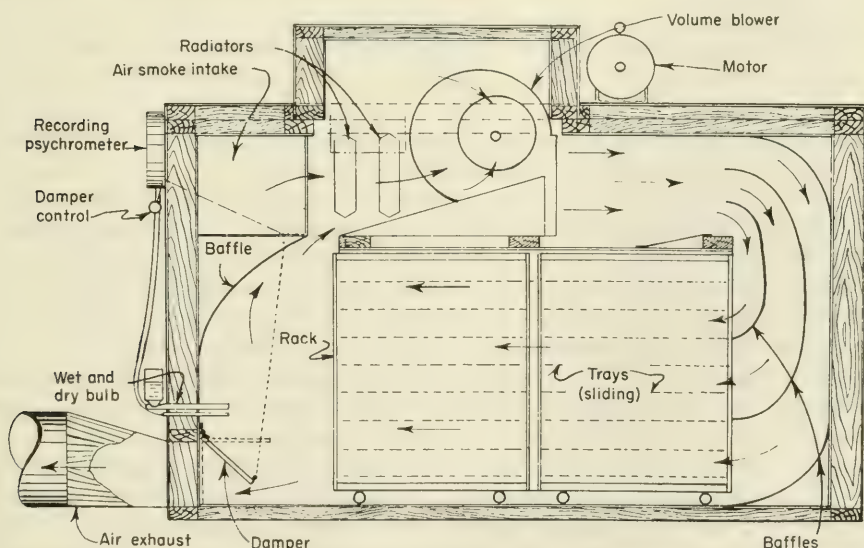 Volume blower
Radiators
Air smoke intake
Motor
Recording
psychrometer
Damper
control
Baffle
Rack
Trays
(sliding)
Wet and
dry bulb
Air exhaust
Damper
Baffles